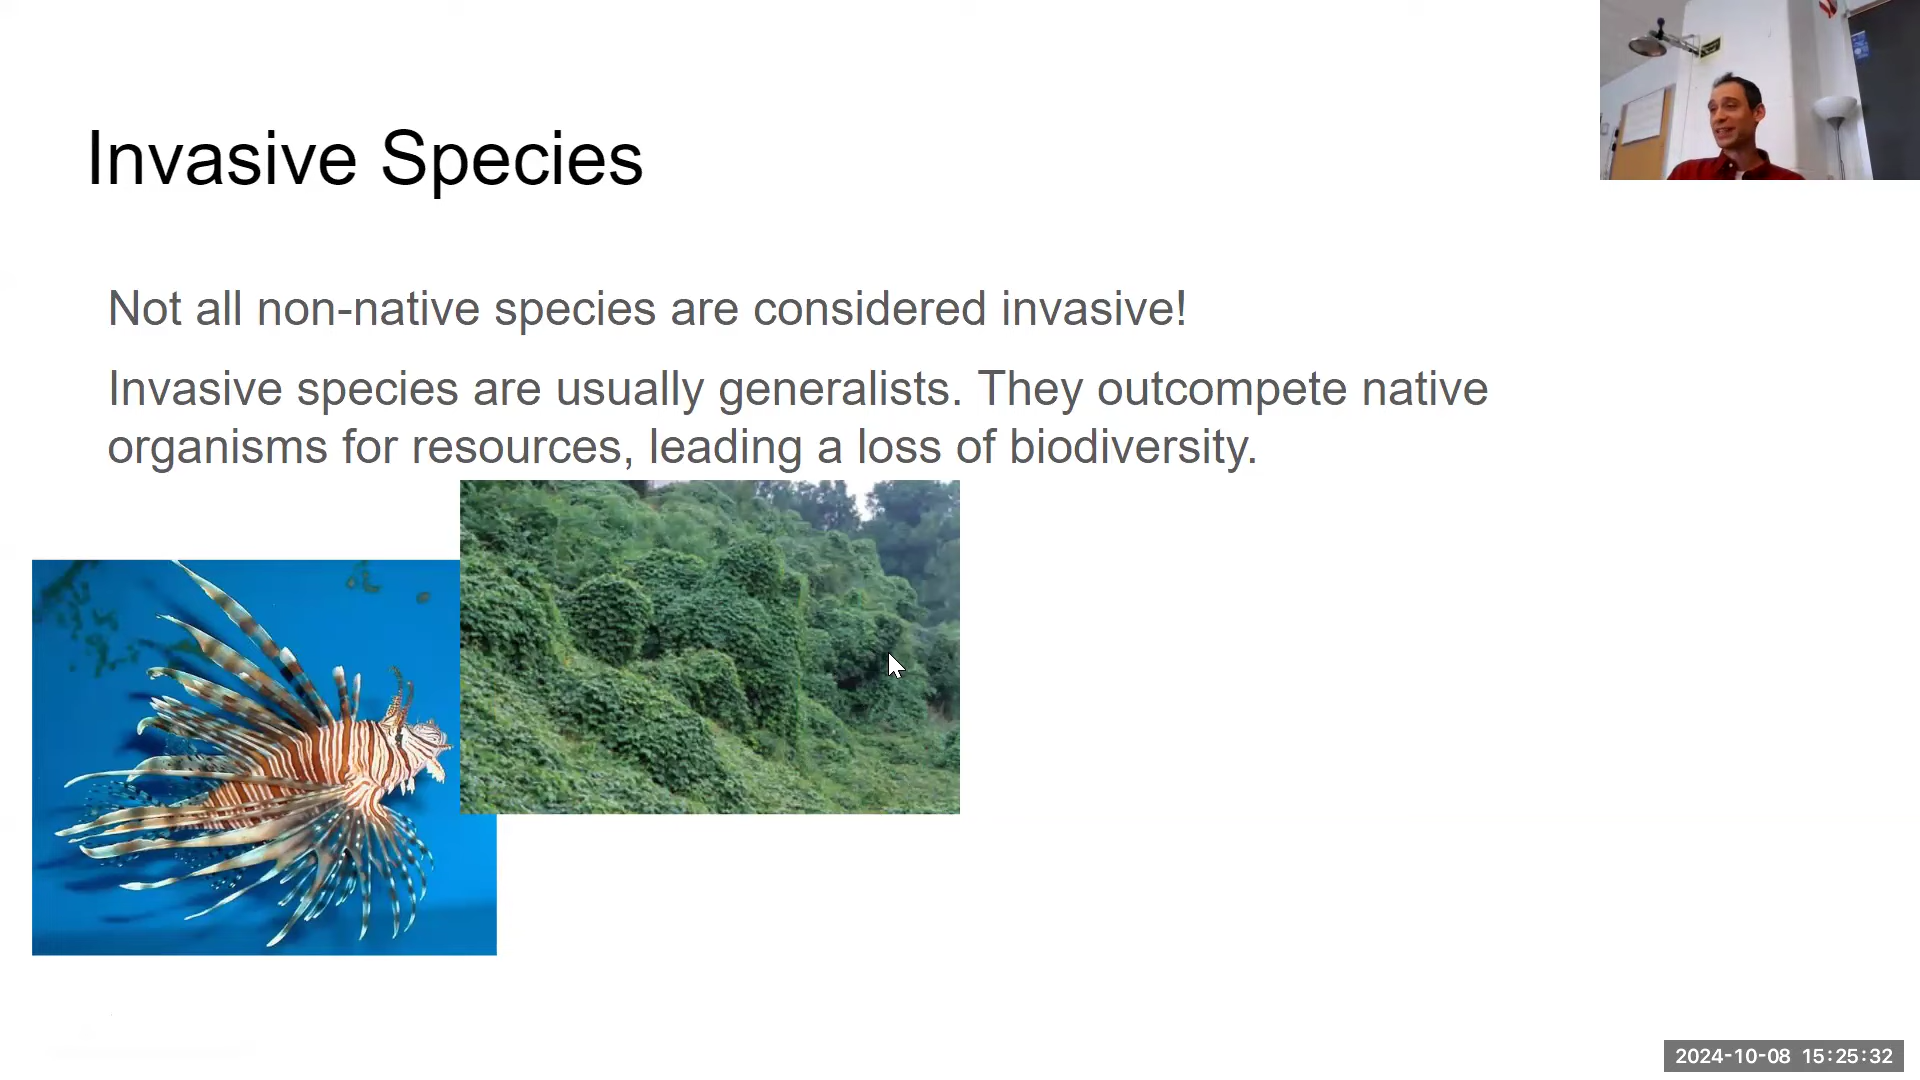 Invasive Species
Not all non-native species are considered invasive!
Invasive species are usually generalists. They outcompete native
organisms for resources, leading a loss of biodiversity.
2024-10-08 15:25:32